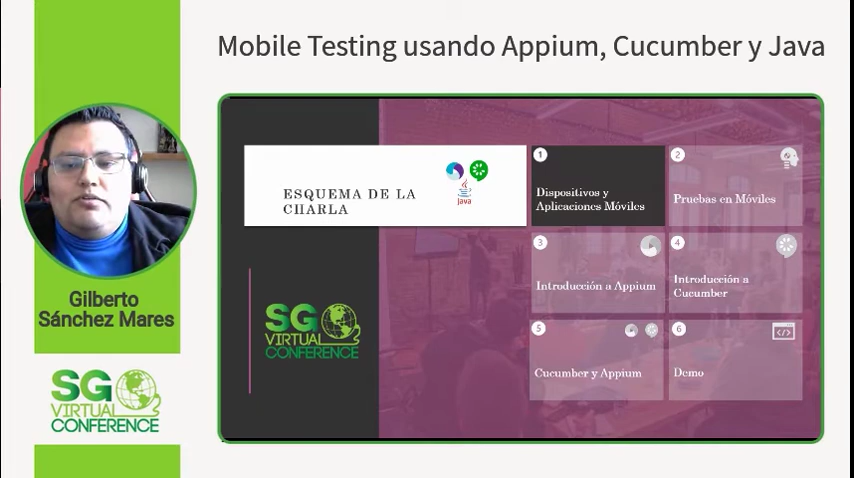 Mobile Testing usando Appium, Cucumber y Java
ESQUEMA DE LA
CHARLA
Java
1
Dispositivos y
Aplicaciones Móviles
2
Pruebas en Móviles
3
Introducción a Appium
4
Introducción a
Cucumber
5
Cucumber y Appium
6
</>
Demo
SG
VIRTUAL
CONFERENCE
Gilberto
Sánchez Mares
SG
VIRTUAL
CONFERENCE